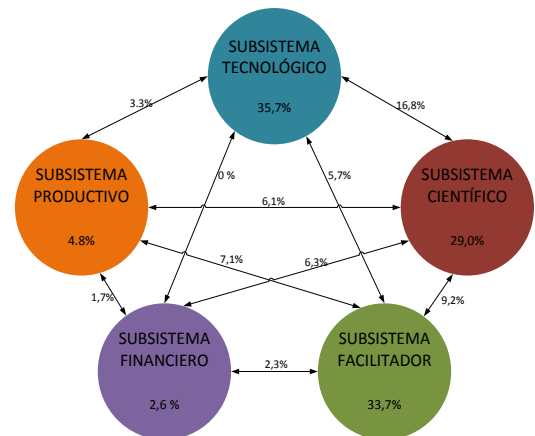 SUBSISTEMA
TECNOLÓGICO
35,7%
3.3%
16,8%
SUBSISTEMA
PRODUCTIVO
4.8%
0 %
5,7%
6,1%
SUBSISTEMA
CIENTÍFICO
29,0%
7,1%
6,3%
1,7%
9,2%
SUBSISTEMA
FINANCIERO
2,6 %
2,3%
SUBSISTEMA
FACILITADOR
33,7%